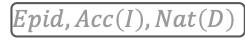 Epid, Acc(I), Nat(D)